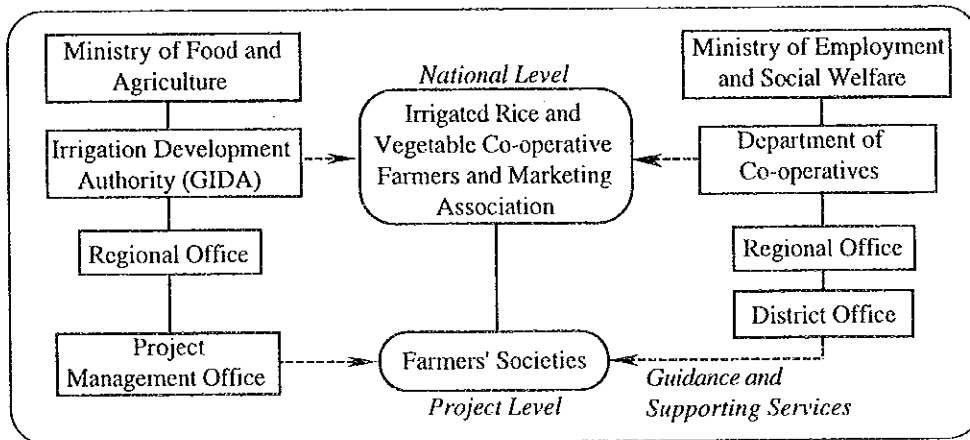 Ministry of Food and
Agriculture
Irrigation Development
Authority (GIDA)
Regional Office
Project
Management Office
National Level
Irrigated Rice and
Vegetable Co-operative
Farmers and Marketing
Association
Farmers' Societies
Project Level
Ministry of Employment
and Social Welfare
Department of
Co-operatives
Regional Office
District Office
Guidance and
Supporting Services